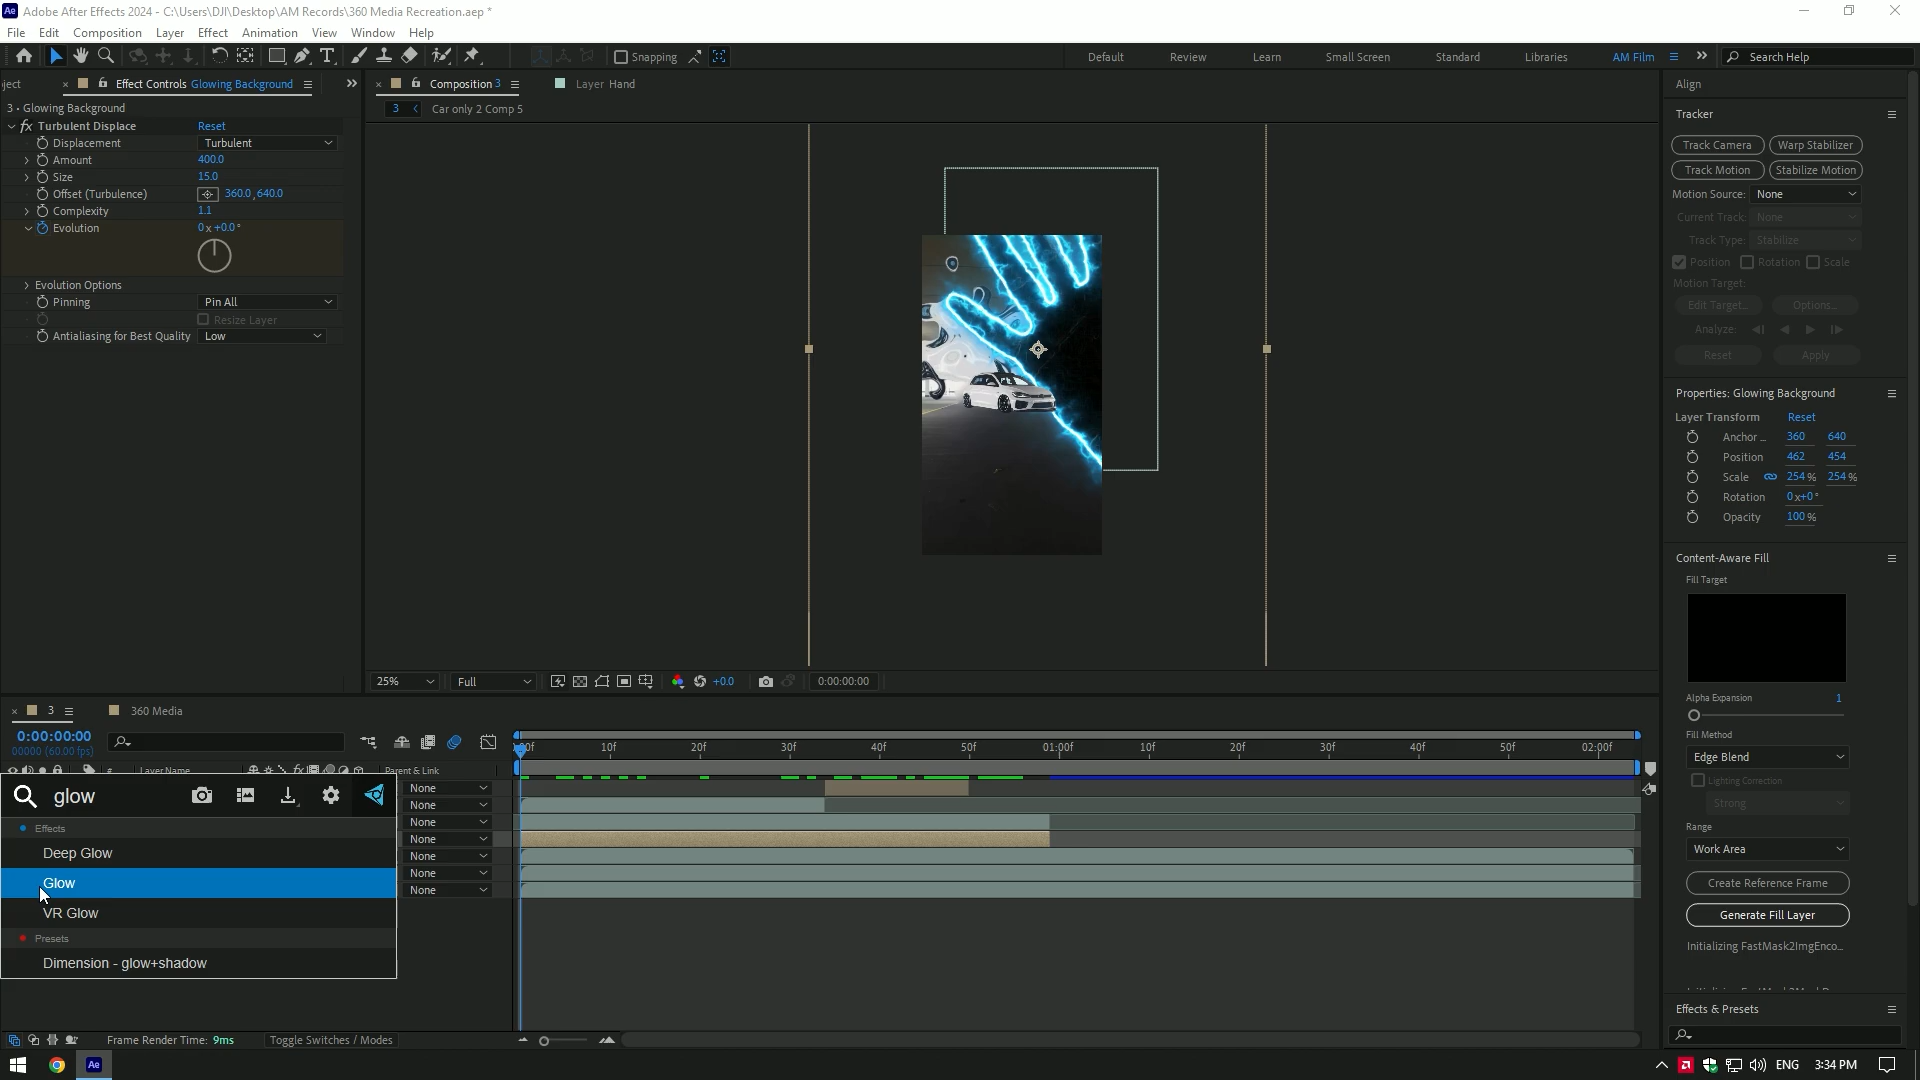 Adobe After Effects 2024 - C:\Users\DJI\Desktop\AM Records\360 Media Recreation.aep *
File Edit Composition Layer Effect Animation View Window Help
Snapping
Default Review Learn Small Screen Standard Libraries AM Film Search Help
ject Effect Controls Glowing Background Composition 3 Layer Hand Align
3 • Glowing Background 3 Car only 2 Comp 5
fx Turbulent Displace Reset
Displacement Turbulent
Amount 400.0
Size 15.0
Offset (Turbulence) 360.0, 640.0
Complexity 1.1
Evolution 0x+0.0°
Evolution Options
Pinning Pin All
Resize Layer
Antialiasing for Best Quality Low
Tracker
Track Camera Warp Stabilizer
Track Motion Stabilize Motion
Motion Source: None
Current Track: None
Track Type: Stabilize
Position Rotation Scale
Motion Target:
Edit Target... Options...
Analyze:
Reset Apply
Properties: Glowing Background
Layer Transform Reset
Anchor ... 360 640
Position 462 454
Scale 254 % 254 %
Rotation 0x+0°
Opacity 100 %
Content-Aware Fill
Fill Target
Alpha Expansion 1
Fill Method
Edge Blend
Lighting Correction
Strong
Range
Work Area
Create Reference Frame
Generate Fill Layer
Initializing FastMask2ImgEnco...
Effects & Presets
25% Full +0.0 0:00:00:00
3 360 Media
0:00:00:00
00000 (60.00 fps)
:00f 10f 20f 30f 40f 50f 01:00f 10f 20f 30f 40f 50f 02:00f
# Layer Name fx Parent & Link
None
None
None
None
None
None
None
glow
Effects
Deep Glow
Glow
VR Glow
Presets
Dimension - glow+shadow
Frame Render Time: 9ms Toggle Switches / Modes
Ae ENG 3:34 PM